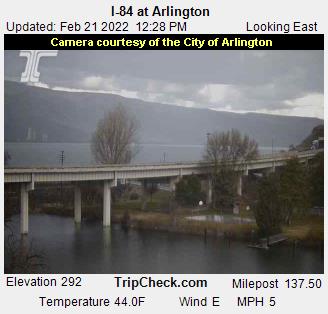 I-84 at Arlington
Updated: Feb 21 2022 12:28 PM Looking East
Camera courtesy of the City of Arlington
Elevation 292 TripCheck.com Milepost 137.50
Temperature 44.0F Wind E MPH 5